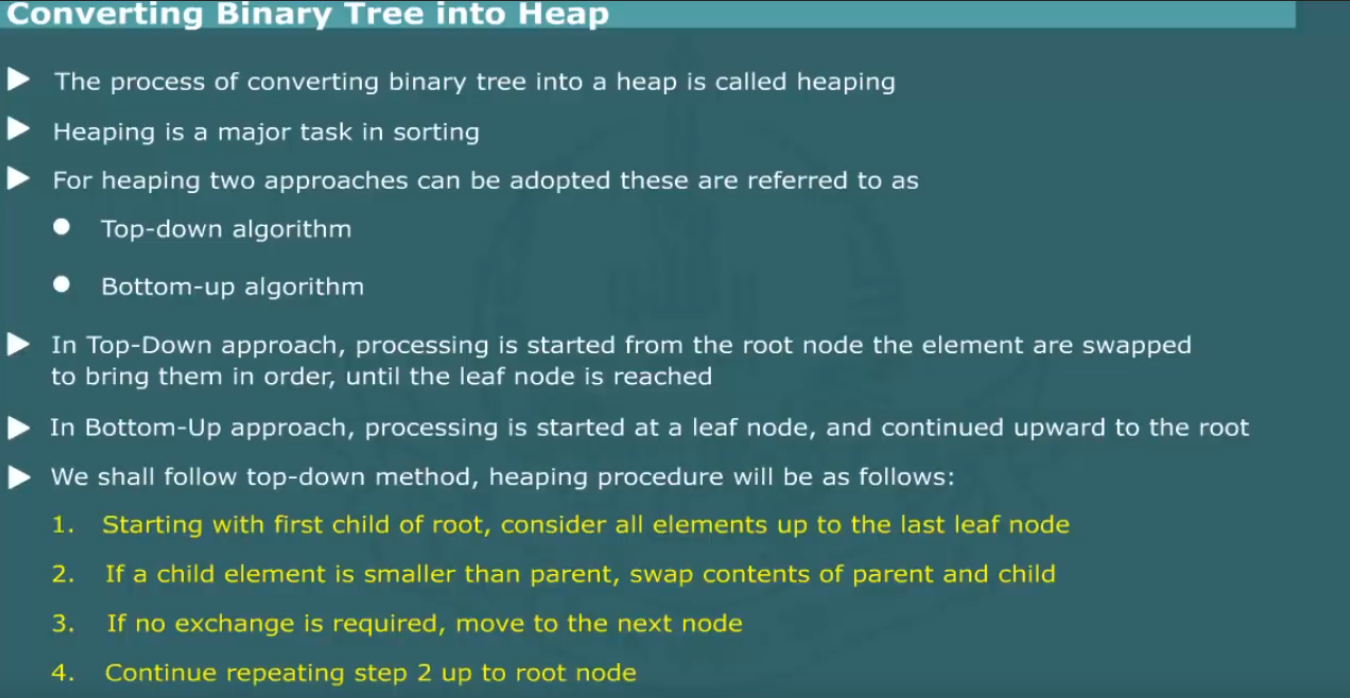 Converting Binary Tree into Heap
The process of converting binary tree into a heap is called heaping
Heaping is a major task in sorting
For heaping two approaches can be adopted these are referred to as
Top-down algorithm
Bottom-up algorithm
In Top-Down approach, processing is started from the root node the element are swapped
to bring them in order, until the leaf node is reached
In Bottom-Up approach, processing is started at a leaf node, and continued upward to the root
We shall follow top-down method, heaping procedure will be as follows:
1. Starting with first child of root, consider all elements up to the last leaf node
2. If a child element is smaller than parent, swap contents of parent and child
3. If no exchange is required, move to the next node
4. Continue repeating step 2 up to root node